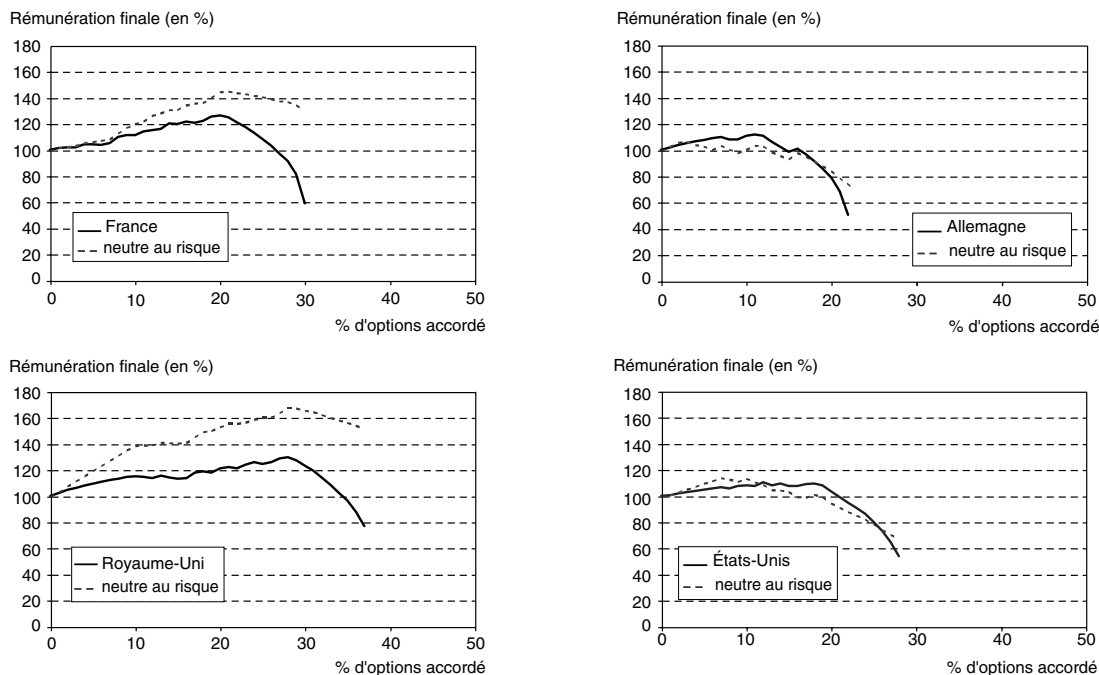 Rémunération finale (en %)
180
160
140
120
100
80
60
40
20
0
France
neutre au risque
0 10 20 30 40 50
% d'options accordé
Rémunération finale (en %)
180
160
140
120
100
80
60
40
20
0
Allemagne
neutre au risque
0 10 20 30 40 50
% d'options accordé
Rémunération finale (en %)
180
160
140
120
100
80
60
40
20
0
Royaume-Uni
neutre au risque
0 10 20 30 40 50
% d'options accordé
Rémunération finale (en %)
180
160
140
120
100
80
60
40
20
0
États-Unis
neutre au risque
0 10 20 30 40 50
% d'options accordé